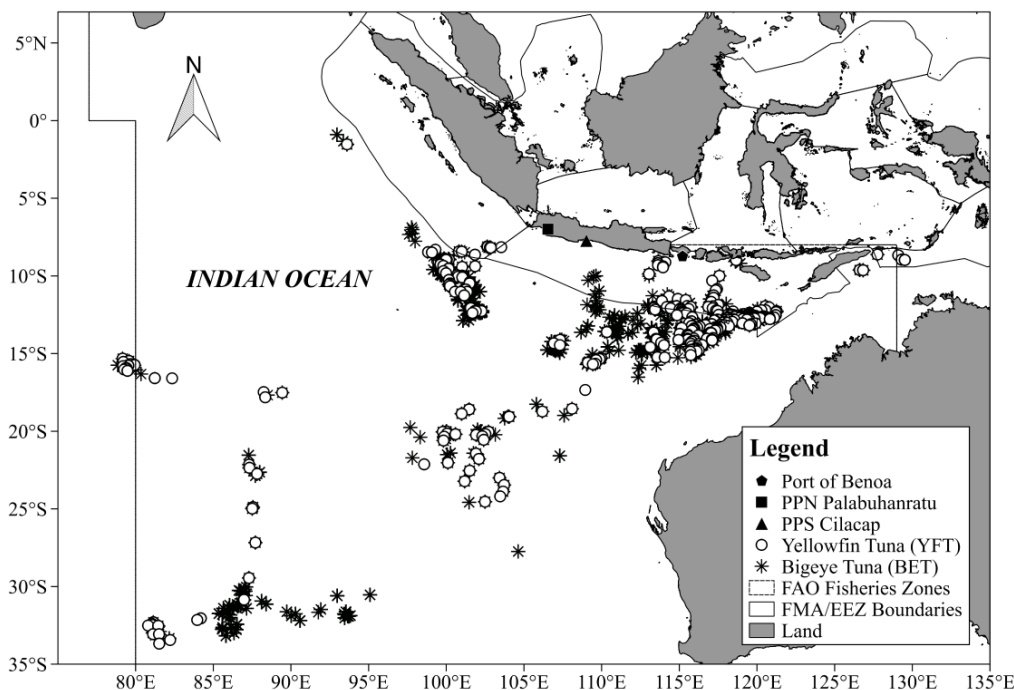 5°N
N
0°
5°S
INDIAN OCEAN
10°S
15°S
20°S
25°S
30°S
35°S
Legend
Port of Benoa
PPN Palabuhanratu
PPS Cilacap
Yellowfin Tuna (YFT)
Bigeye Tuna (BET)
FAO Fisheries Zones
FMA/EEZ Boundaries
Land
80°E 85°E 90°E 95°E 100°E 105°E 110°E 115°E 120°E 125°E 130°E 135°E